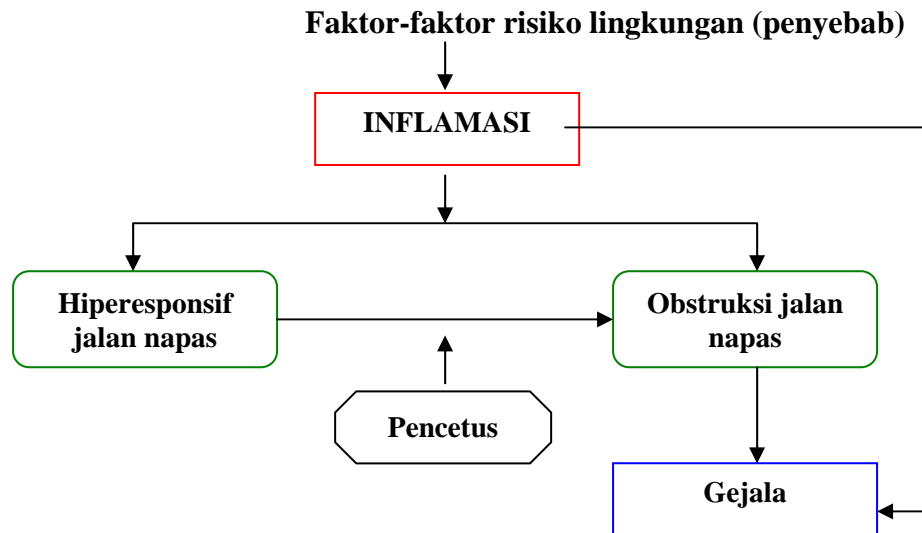 Faktor-faktor risiko lingkungan (penyebab)
INFLAMASI
Hiperesponsif
jalan napas
Obstruksi jalan
napas
Pencetus
Gejala